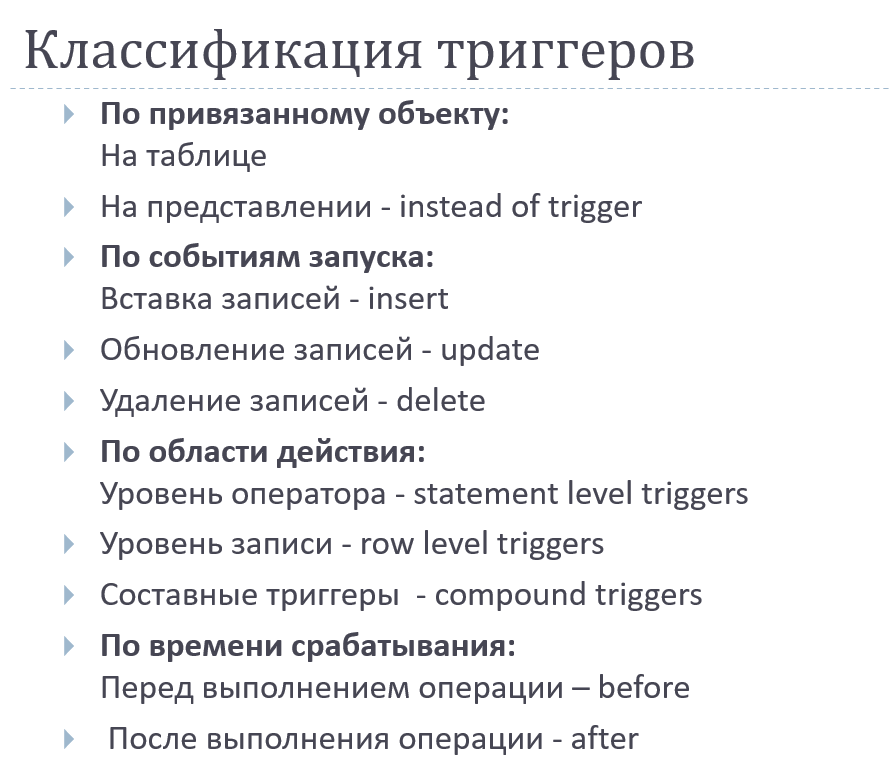 Классификация триггеров
По привязанному объекту:
На таблице
На представлении - instead of trigger
По событиям запуска:
Вставка записей - insert
Обновление записей - update
Удаление записей - delete
По области действия:
Уровень оператора - statement level triggers
Уровень записи - row level triggers
Составные триггеры  - compound triggers
По времени срабатывания:
Перед выполнением операции – before
После выполнения операции - after